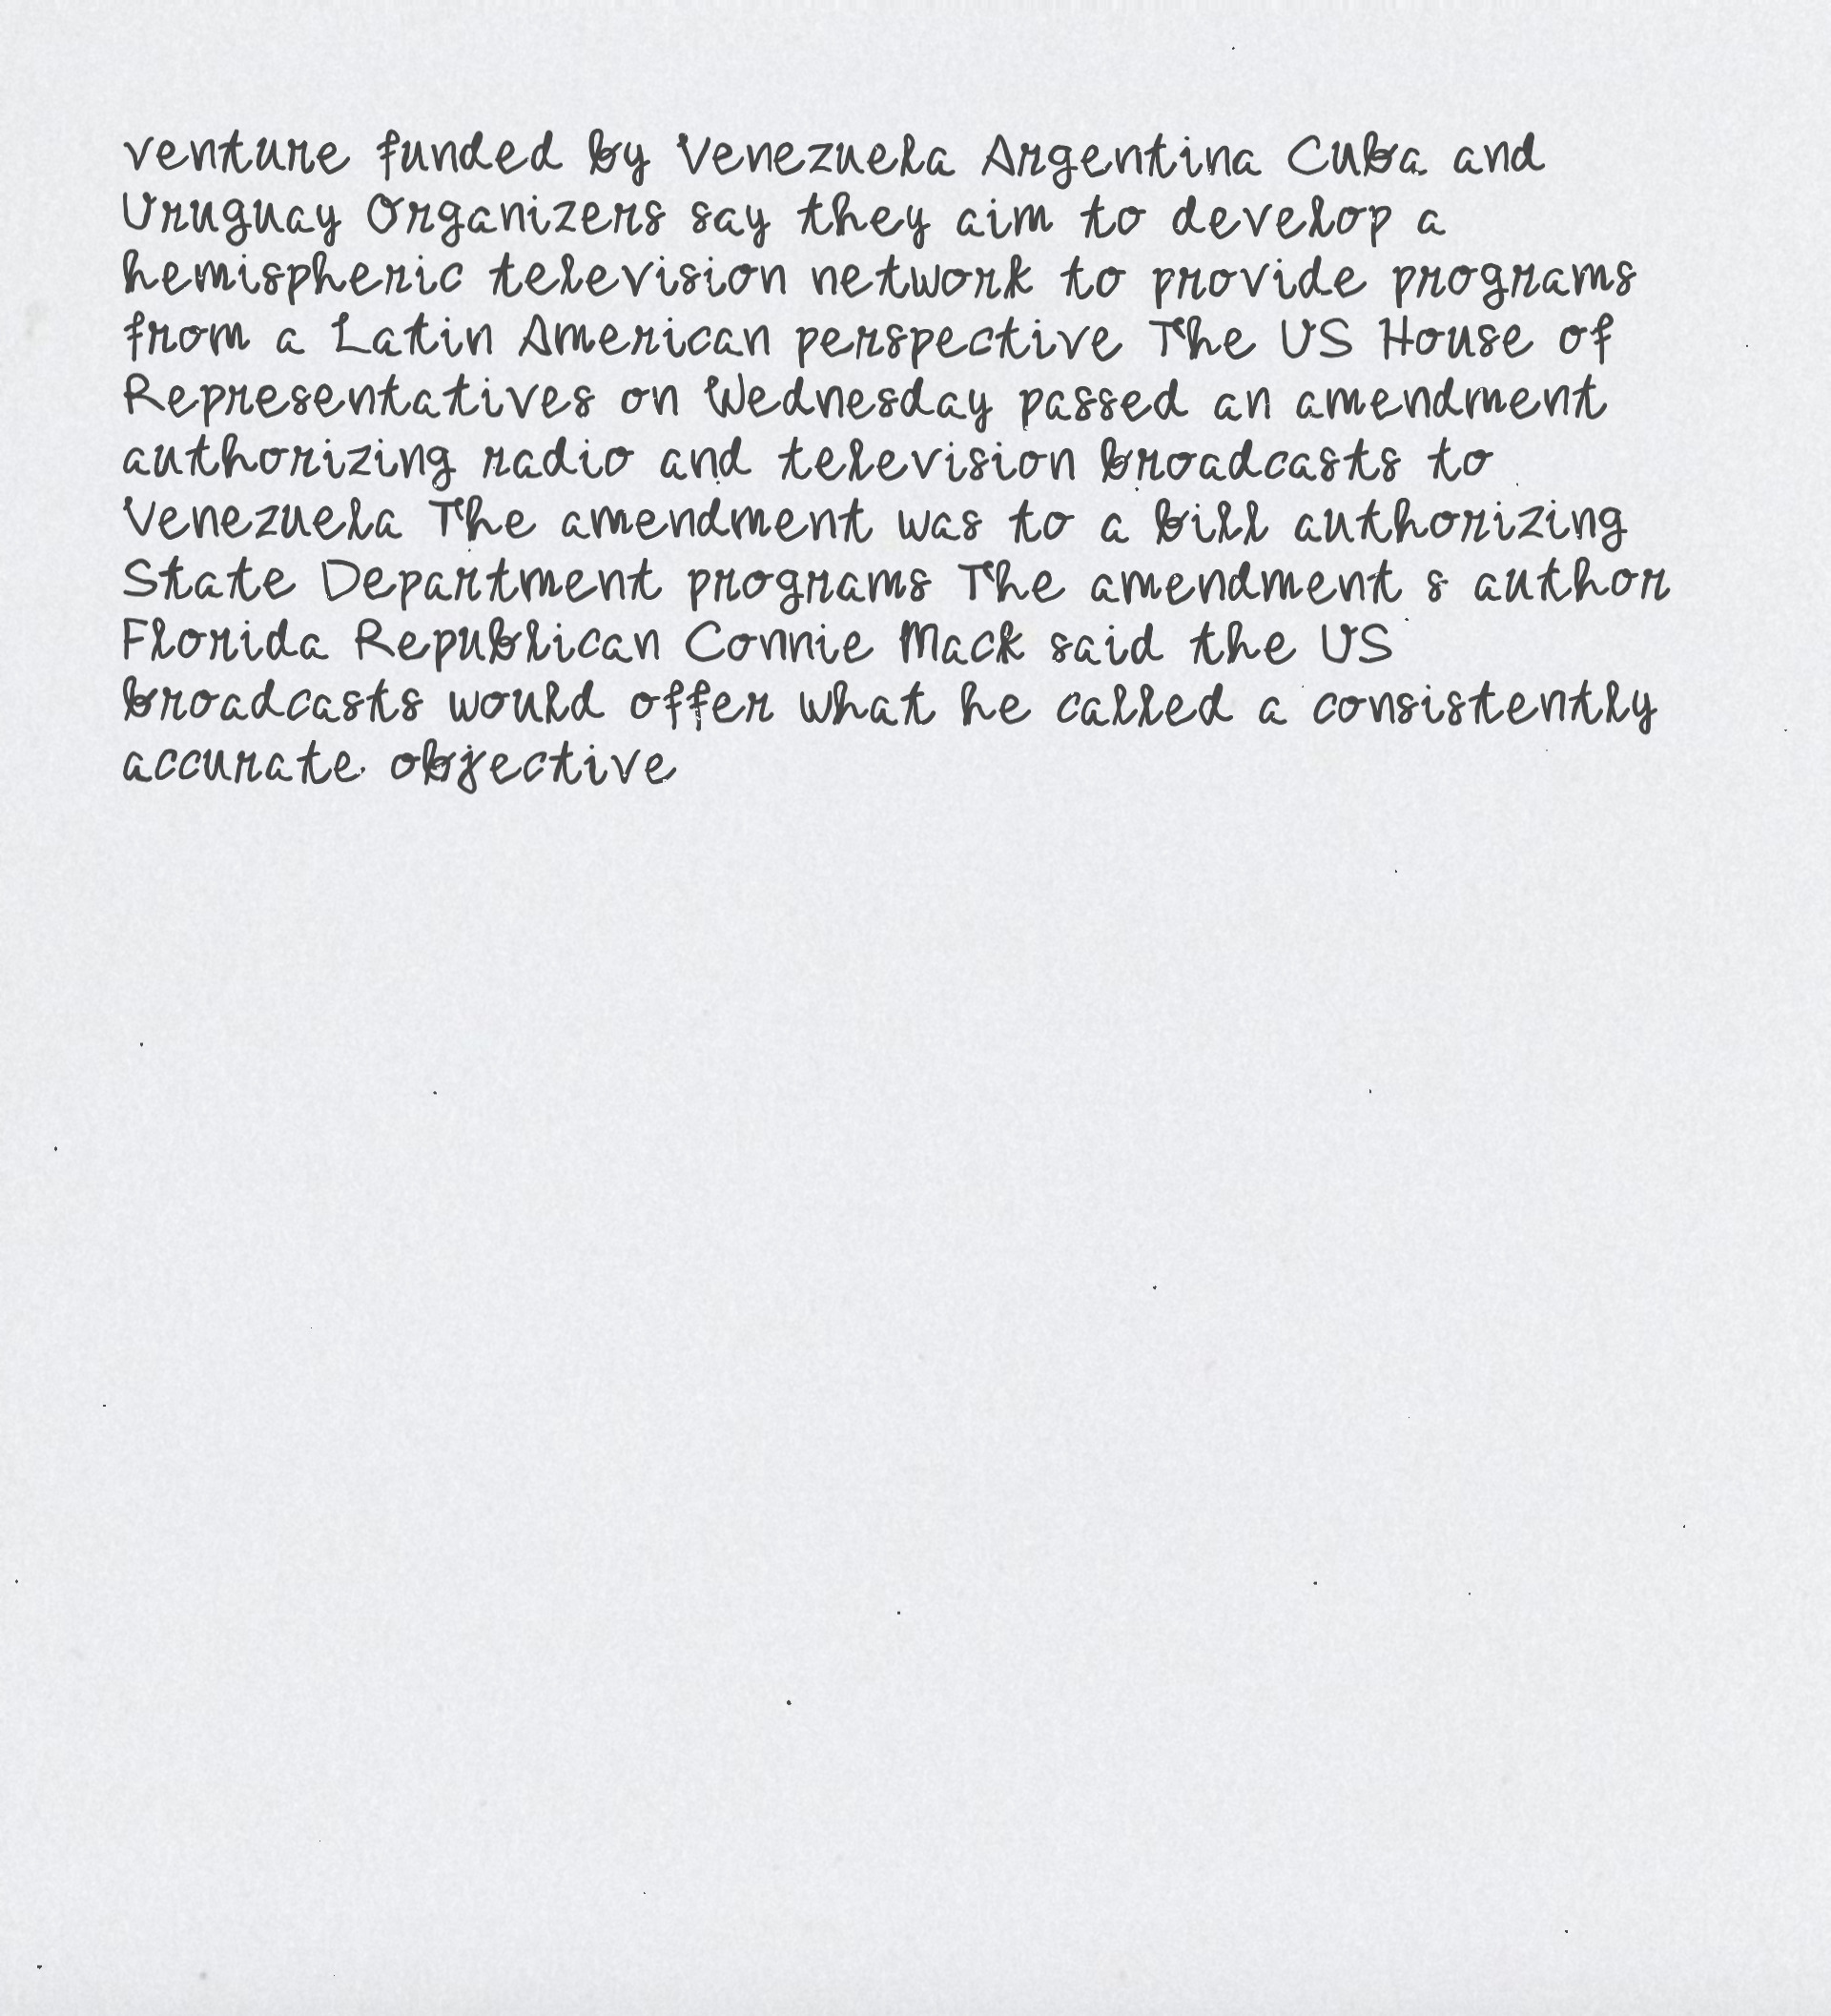 venture funded by Venezuela Argentina Cuba and
Uruguay Organizers say they aim to develop a
hemispheric television network to provide programs
from a Latin American perspective The US House of
Representatives on Wednesday passed an amendment
authorizing radio and television broadcasts to
Venezuela The amendment was to a bill authorizing
State Department programs The amendment s author
Florida Republican Connie Mack said the US
broadcasts would offer what he called a consistently
accurate objective